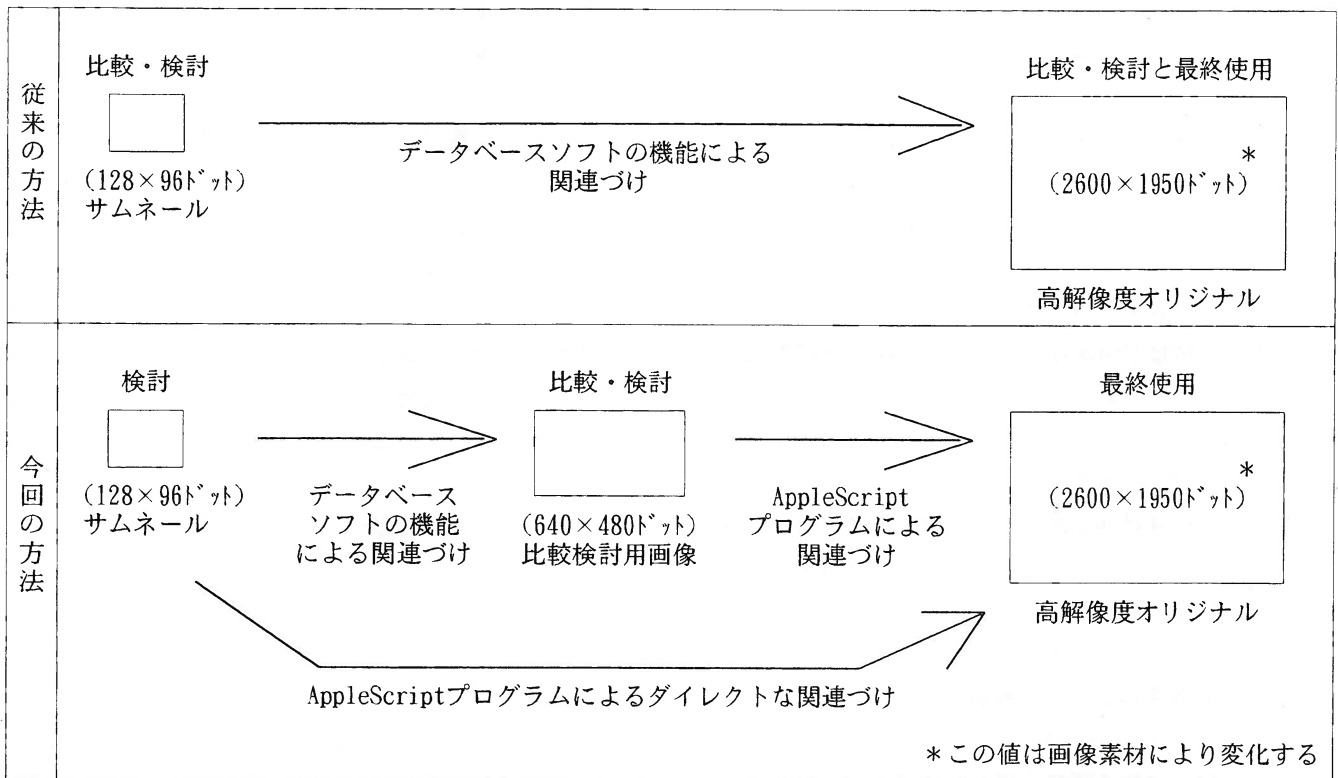 従来の方法
比較・検討
(128×96ﾄﾞｯﾄ)
サムネール
データベースソフトの機能による
関連づけ
比較・検討と最終使用
*
(2600×1950ﾄﾞｯﾄ)
高解像度オリジナル
今回の方法
検討
(128×96ﾄﾞｯﾄ)
サムネール
データベース
ソフトの機能
による関連づけ
比較・検討
(640×480ﾄﾞｯﾄ)
比較検討用画像
AppleScript
プログラムによる
関連づけ
最終使用
*
(2600×1950ﾄﾞｯﾄ)
高解像度オリジナル
AppleScriptプログラムによるダイレクトな関連づけ
*この値は画像素材により変化する